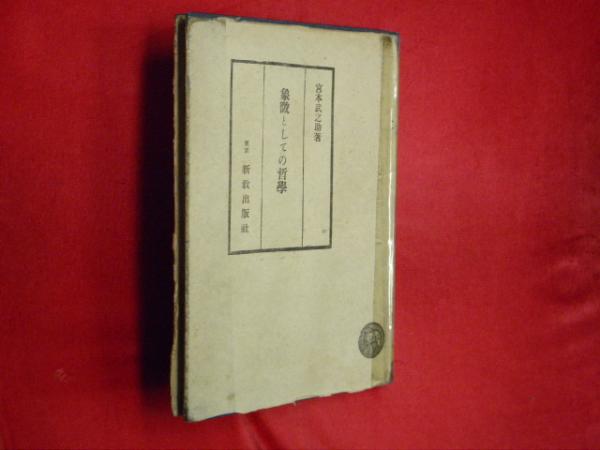 宮本武之助著
象徴としての哲學
東京 新教出版社